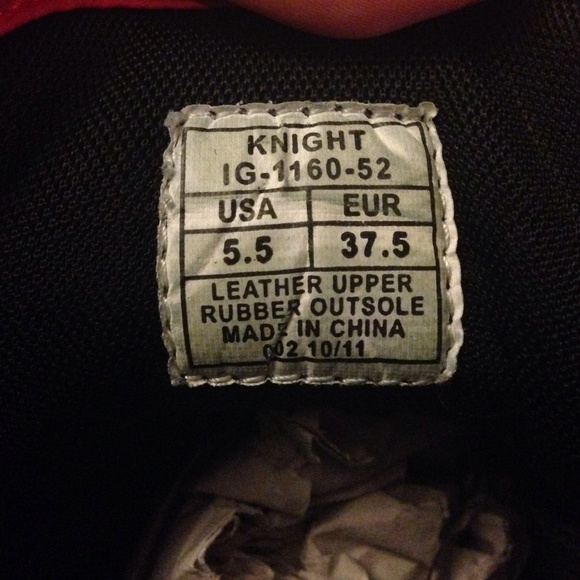 KNIGHT
IG-1160-52
USA EUR
5.5 37.5
LEATHER UPPER
RUBBER OUTSOLE
MADE IN CHINA
002 10/11